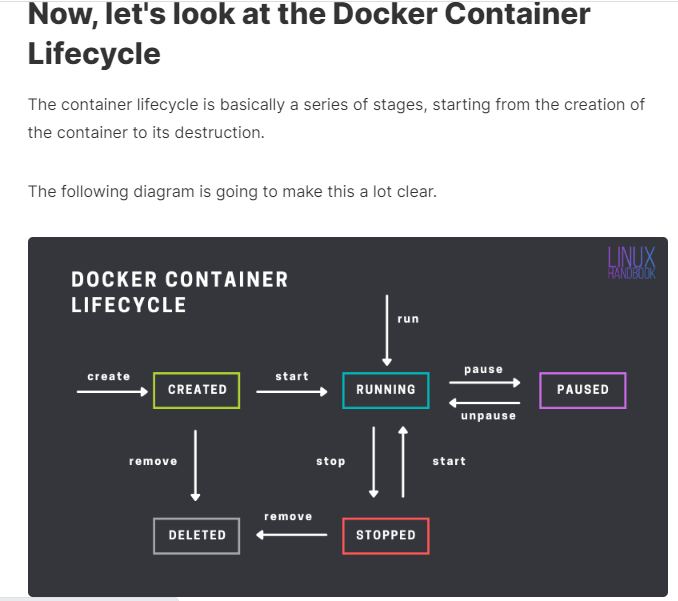 Now, let's look at the Docker Container
Lifecycle
The container lifecycle is basically a series of stages, starting from the creation of
the container to its destruction.
The following diagram is going to make this a lot clear.
LINUX
HANDBOOK
DOCKER CONTAINER
LIFECYCLE
run
create
CREATED
start
RUNNING
pause
unpause
PAUSED
remove
stop
start
DELETED
remove
STOPPED